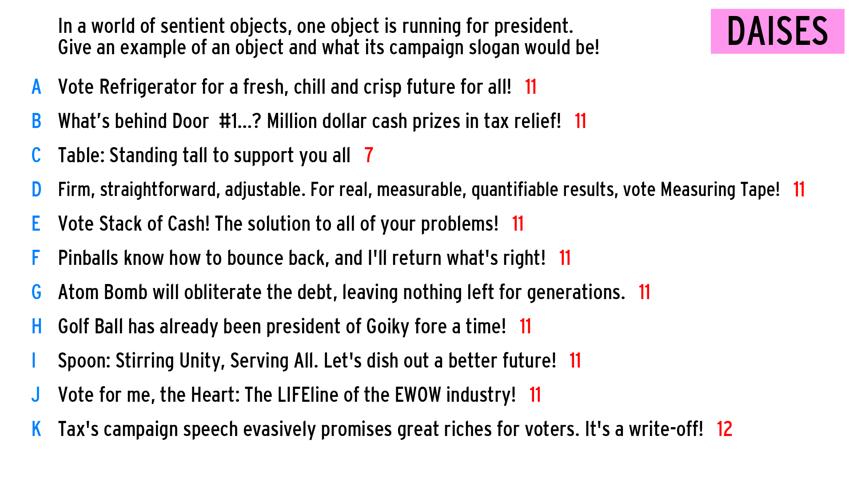 In a world of sentient objects, one object is running for president.
Give an example of an object and what its campaign slogan would be!
DAISES
A Vote Refrigerator for a fresh, chill and crisp future for all! 11
B What's behind Door #1...? Million dollar cash prizes in tax relief! 11
C Table: Standing tall to support you all 7
D Firm, straightforward, adjustable. For real, measurable, quantifiable results, vote Measuring Tape! 11
E Vote Stack of Cash! The solution to all of your problems! 11
F Pinballs know how to bounce back, and I'll return what's right! 11
G Atom Bomb will obliterate the debt, leaving nothing left for generations. 11
H Golf Ball has already been president of Goiky fore a time! 11
I Spoon: Stirring Unity, Serving All. Let's dish out a better future! 11
J Vote for me, the Heart: The LIFEline of the EWOW industry! 11
K Tax's campaign speech evasively promises great riches for voters. It's a write-off! 12